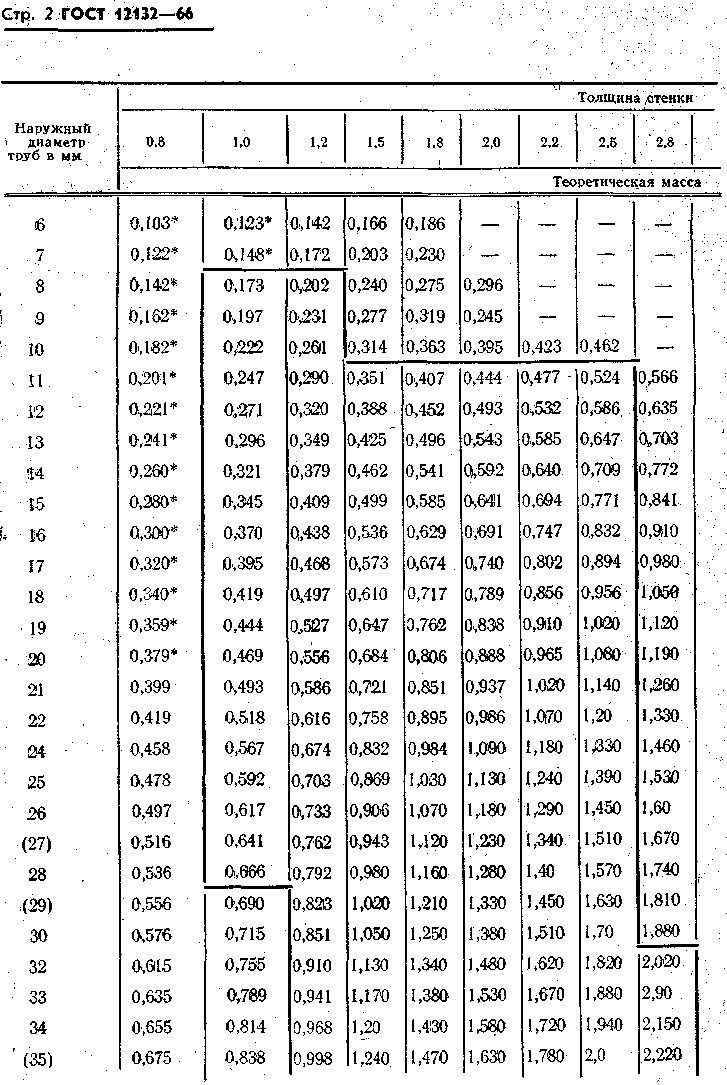 Стр. 2 ГОСТ 12132—66
Толщина стенки
Наружный диаметр труб в мм
0,8 1,0 1,2 1,5 1,8 2,0 2,2 2,5 2,8
Теоретическая масса
6 0,103* 0,123* 0,142 0,166 0,186 — — — —
7 0,122* 0,148* 0,172 0,203 0,230 — — — —
8 0,142* 0,173 0,202 0,240 0,275 0,296 — — —
9 0,162* 0,197 0,231 0,277 0,319 0,245 — — —
10 0,182* 0,222 0,261 0,314 0,363 0,395 0,423 0,462 —
11 0,201* 0,247 0,290 0,351 0,407 0,444 0,477 0,524 0,566
12 0,221* 0,271 0,320 0,388 0,452 0,493 0,532 0,586 0,635
13 0,241* 0,296 0,349 0,425 0,496 0,543 0,585 0,647 0,703
14 0,260* 0,321 0,379 0,462 0,541 0,592 0,640 0,709 0,772
15 0,280* 0,345 0,409 0,499 0,585 0,641 0,694 0,771 0,841
16 0,300* 0,370 0,438 0,536 0,629 0,691 0,747 0,832 0,910
17 0,320* 0,395 0,468 0,573 0,674 0,740 0,802 0,894 0,980
18 0,340* 0,419 0,497 0,610 0,717 0,789 0,856 0,956 1,050
19 0,359* 0,444 0,527 0,647 0,762 0,838 0,910 1,020 1,120
20 0,379* 0,469 0,556 0,684 0,806 0,888 0,965 1,080 1,190
21 0,399 0,493 0,586 0,721 0,851 0,937 1,020 1,140 1,260
22 0,419 0,518 0,616 0,758 0,895 0,986 1,070 1,20 1,330
24 0,458 0,567 0,674 0,832 0,984 1,090 1,180 1,330 1,460
25 0,478 0,592 0,703 0,869 1,030 1,130 1,240 1,390 1,530
26 0,497 0,617 0,733 0,906 1,070 1,180 1,290 1,450 1,60
(27) 0,516 0,641 0,762 0,943 1,120 1,230 1,340 1,510 1,670
28 0,536 0,666 0,792 0,980 1,160 1,280 1,40 1,570 1,740
(29) 0,556 0,690 0,823 1,020 1,210 1,330 1,450 1,630 1,810
30 0,576 0,715 0,851 1,050 1,250 1,380 1,510 1,70 1,880
32 0,615 0,755 0,910 1,130 1,340 1,480 1,620 1,820 2,020
33 0,635 0,789 0,941 1,170 1,380 1,530 1,670 1,880 2,90
34 0,655 0,814 0,968 1,20 1,430 1,580 1,720 1,940 2,150
(35) 0,675 0,838 0,998 1,240 1,470 1,630 1,780 2,0 2,220